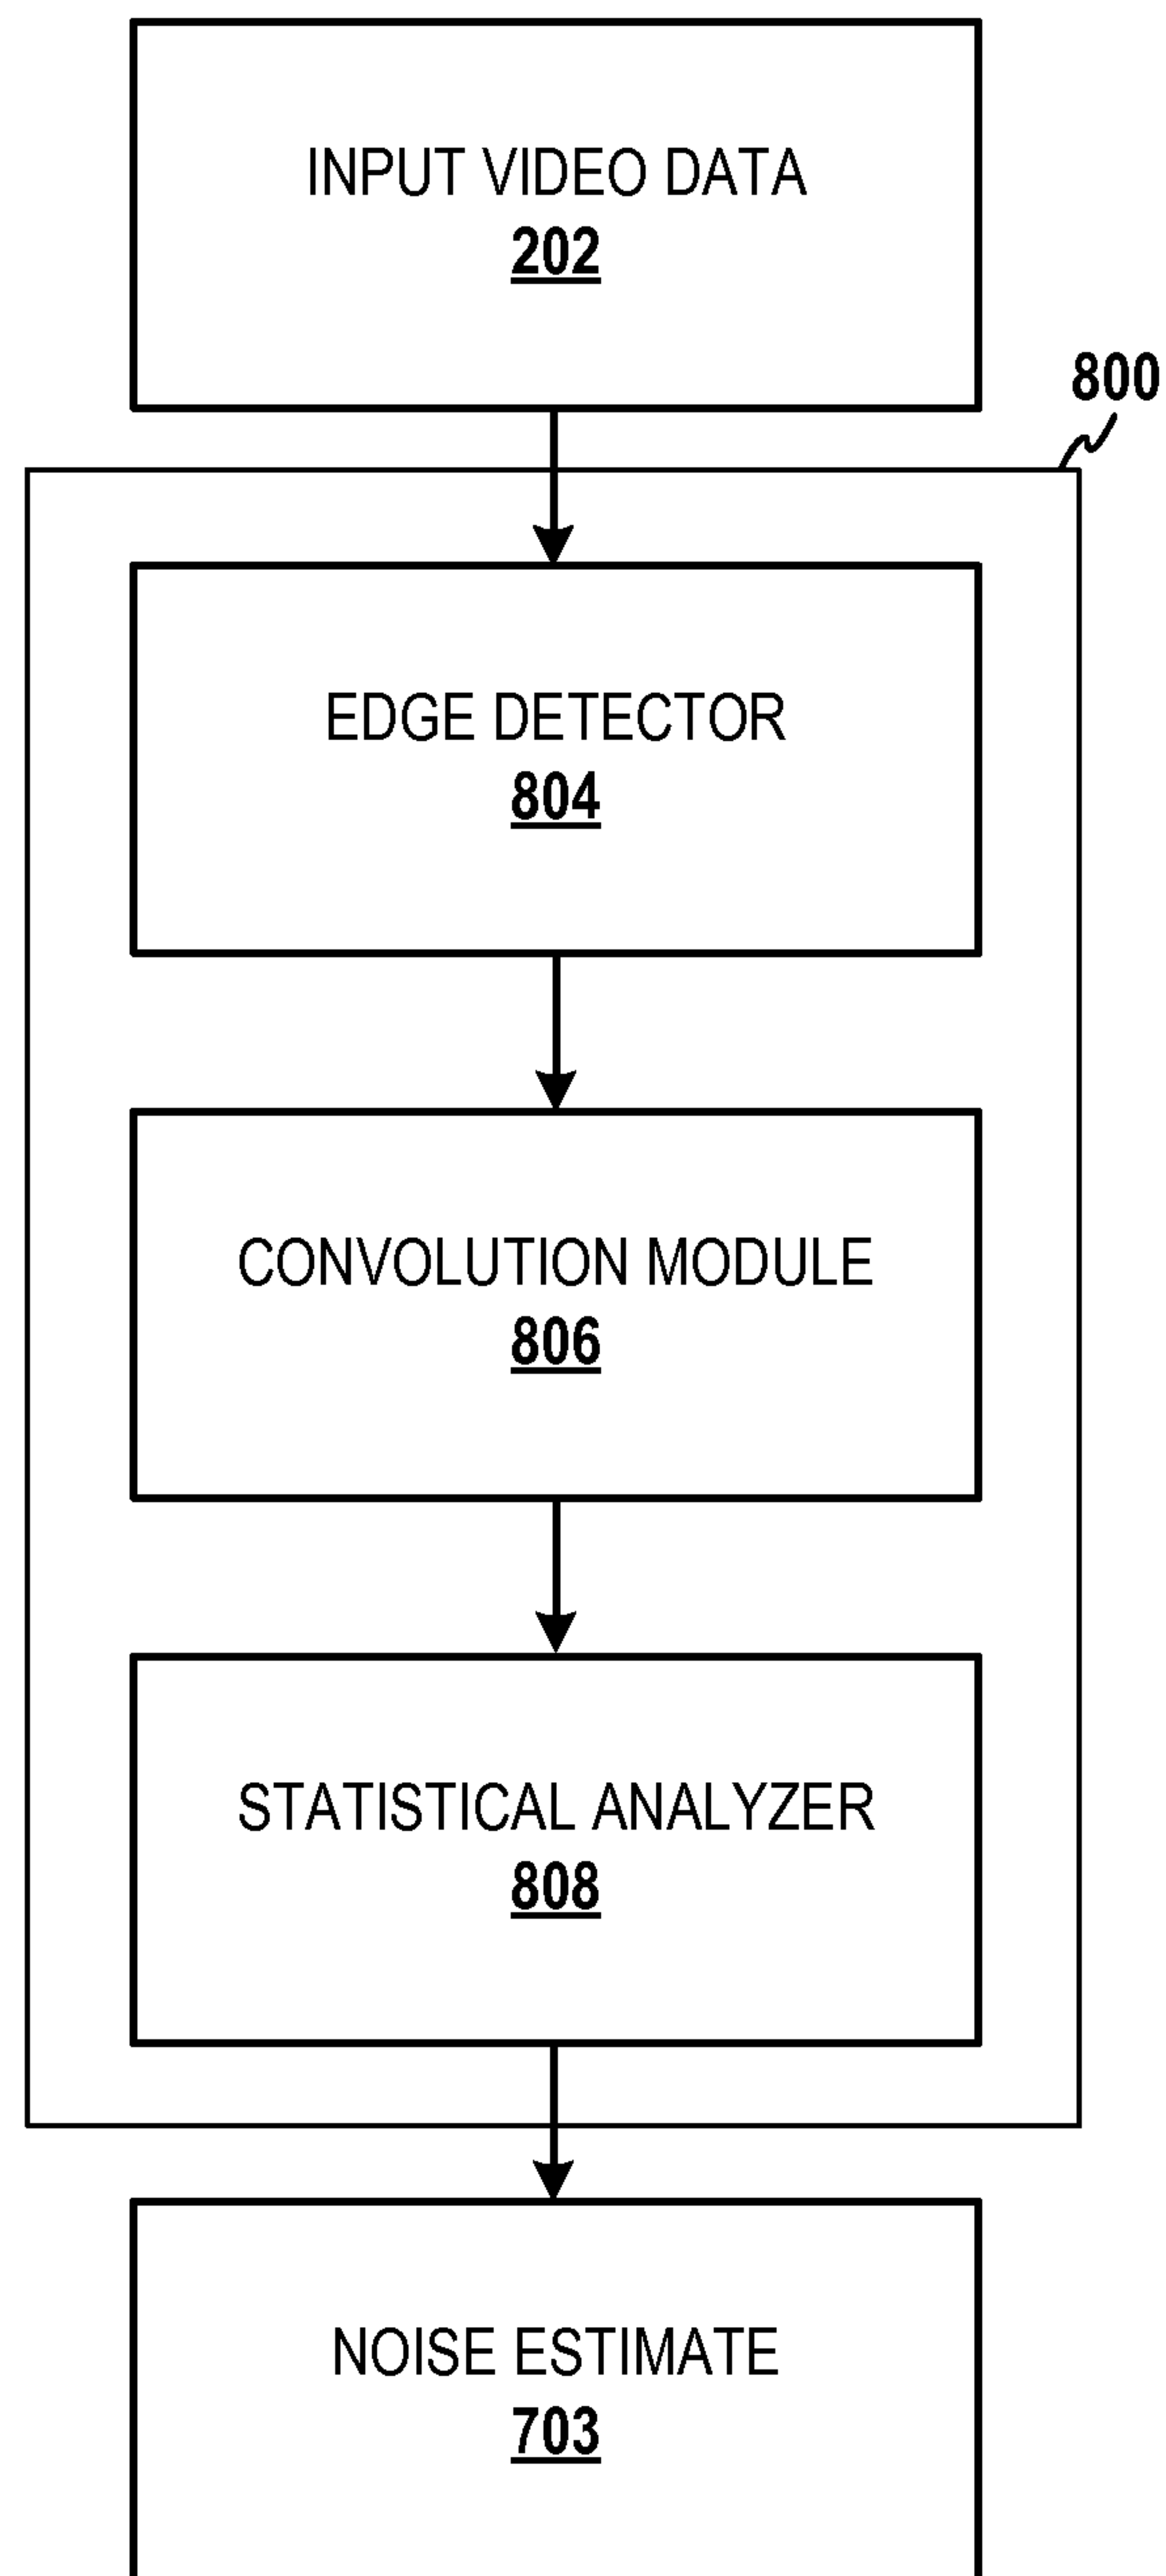 INPUT VIDEO DATA
202
800
EDGE DETECTOR
804
CONVOLUTION MODULE
806
STATISTICAL ANALYZER
808
NOISE ESTIMATE
703